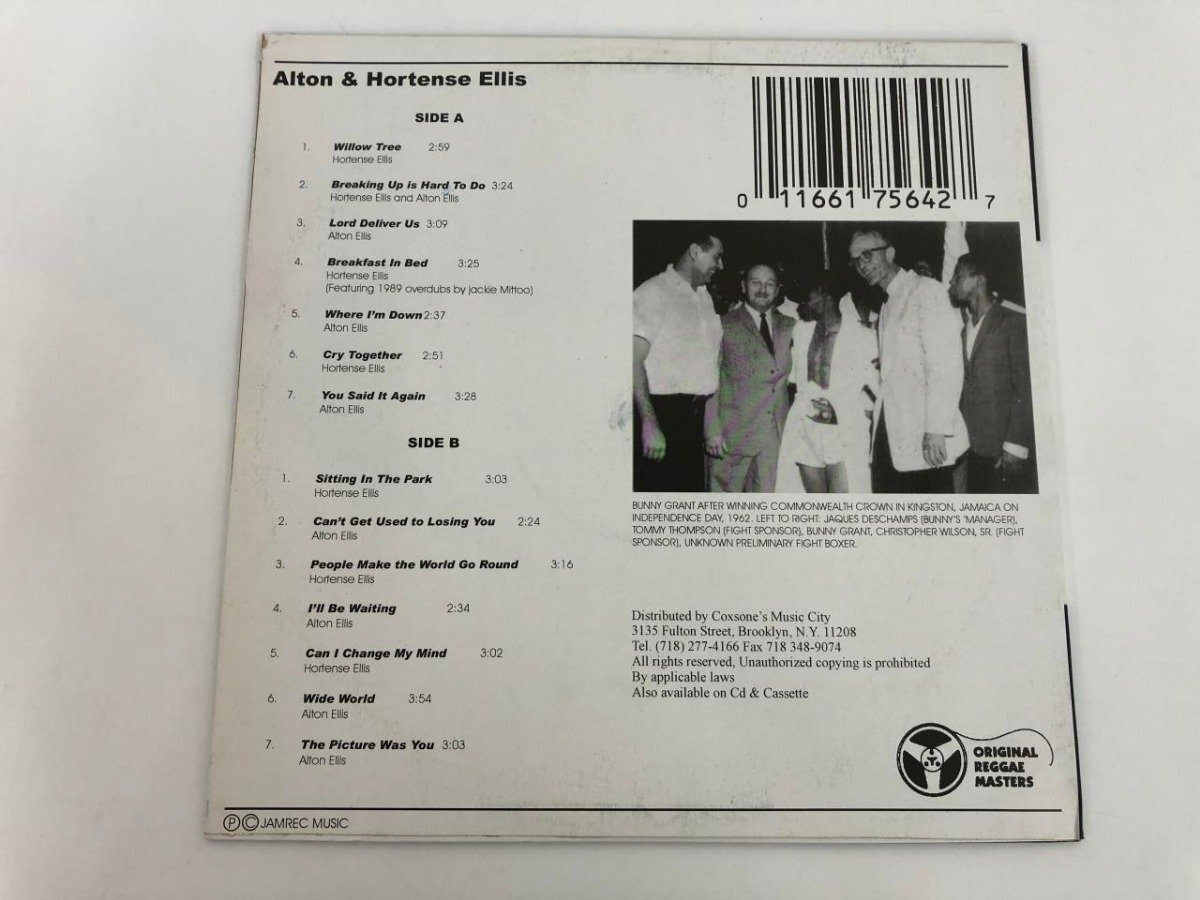 Alton & Hortense Ellis
SIDE A
1. Willow Tree 2:59
Hortense Ellis
2. Breaking Up is Hard To Do 3:24
Hortense Ellis and Alton Ellis
3. Lord Deliver Us 3:09
Alton Ellis
4. Breakfast In Bed 3:25
Hortense Ellis
(Featuring 1989 overdubs by jackie Mittoo)
5. Where I'm Down 2:37
Alton Ellis
6. Cry Together 2:51
Hortense Ellis
7. You Said It Again 3:28
Alton Ellis
SIDE B
1. Sitting In The Park 3:03
Hortense Ellis
2. Can't Get Used to Losing You 2:24
Alton Ellis
3. People Make the World Go Round 3:16
Hortense Ellis
4. I'll Be Waiting 2:34
Alton Ellis
5. Can I Change My Mind 3:02
Hortense Ellis
6. Wide World 3:54
Alton Ellis
7. The Picture Was You 3:03
Alton Ellis
Ⓟ©JAMREC MUSIC
0 11661 75642 7
BUNNY GRANT AFTER WINNING COMMONWEALTH CROWN IN KINGSTON, JAMAICA ON
INDEPENDENCE DAY, 1962. LEFT TO RIGHT: JAQUES DESCHAMPS (BUNNY'S 'MANAGER),
TOMMY THOMPSON (FIGHT SPONSOR), BUNNY GRANT, CHRISTOPHER WILSON, SR. (FIGHT
SPONSOR), UNKNOWN PRELIMINARY FIGHT BOXER.
Distributed by Coxsone's Music City
3135 Fulton Street, Brooklyn, N.Y. 11208
Tel. (718) 277-4166 Fax 718 348-9074
All rights reserved, Unauthorized copying is prohibited
By applicable laws
Also available on Cd & Cassette
ORIGINAL
REGGAE
MASTERS